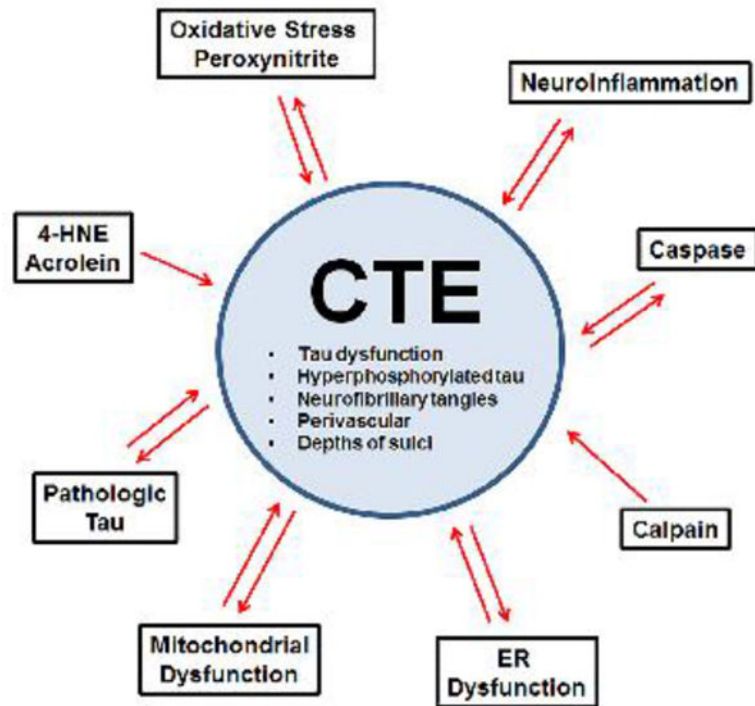 Oxidative Stress
Peroxynitrite
Neuroinflammation
4-HNE
Acrolein
Caspase
CTE
• Tau dysfunction
• Hyperphosphorylated tau
• Neurofibrillary tangles
• Perivascular
• Depths of sulci
Pathologic
Tau
Calpain
Mitochondrial
Dysfunction
ER
Dysfunction